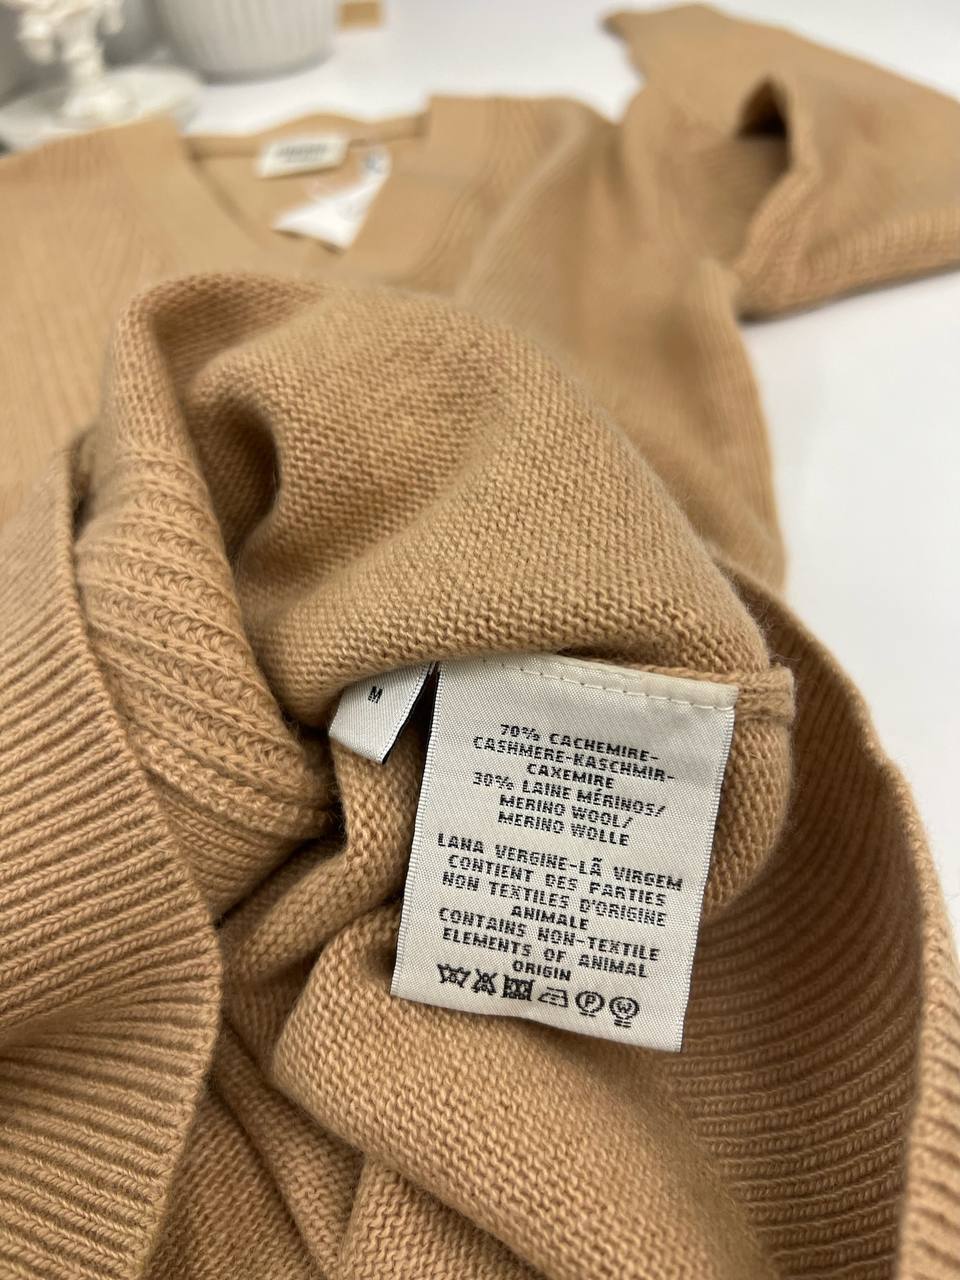 M
70% CACHEMIRE-
CASHMERE-KASCHMIR-
CAXEMIRE
30% LAINE MÉRINOS/
MERINO WOOL/
MERINO WOLLE
LANA VERGINE-LÃ VIRGEM
CONTIENT DES PARTIES
NON TEXTILES D'ORIGINE
ANIMALE
CONTAINS NON-TEXTILE
ELEMENTS OF ANIMAL
ORIGIN
P W